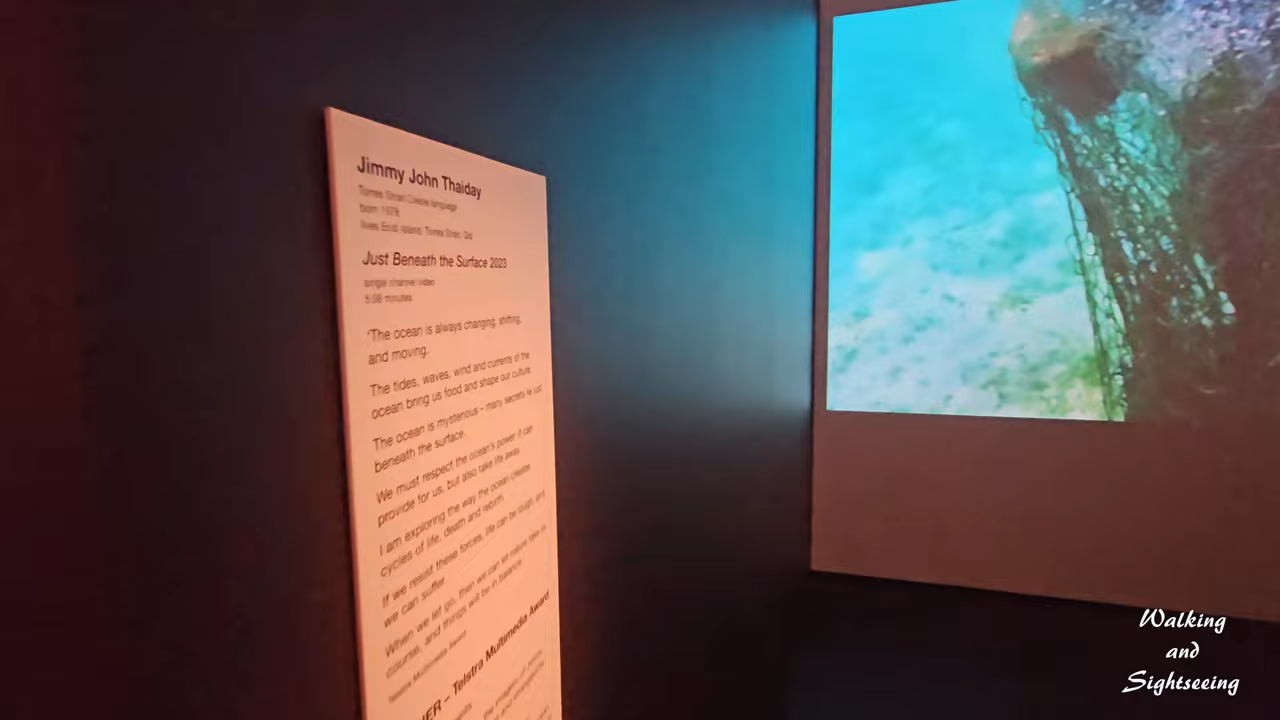 Jimmy John Thaiday
Torres Strait Creole language
born 1978
lives Erub Island, Torres Strait, Qld
Just Beneath the Surface 2023
single channel video
'The ocean is always changing, shifting,
and moving.
The tides, waves, wind and currents of the
ocean bring us food and shape our culture.
The ocean is mysterious – many secrets lie just
beneath the surface.
We must respect the ocean's power, it can
provide for us, but also take life away.
I am exploring the way the ocean creates
cycles of life, death and rebirth.
If we resist these forces, life can be tough and
we can suffer.
When we let go, then we can let nature take its
course, and things will be in balance.
Telstra Multimedia Award
NER – Telstra Multimedia Award
Walking
and
Sightseeing